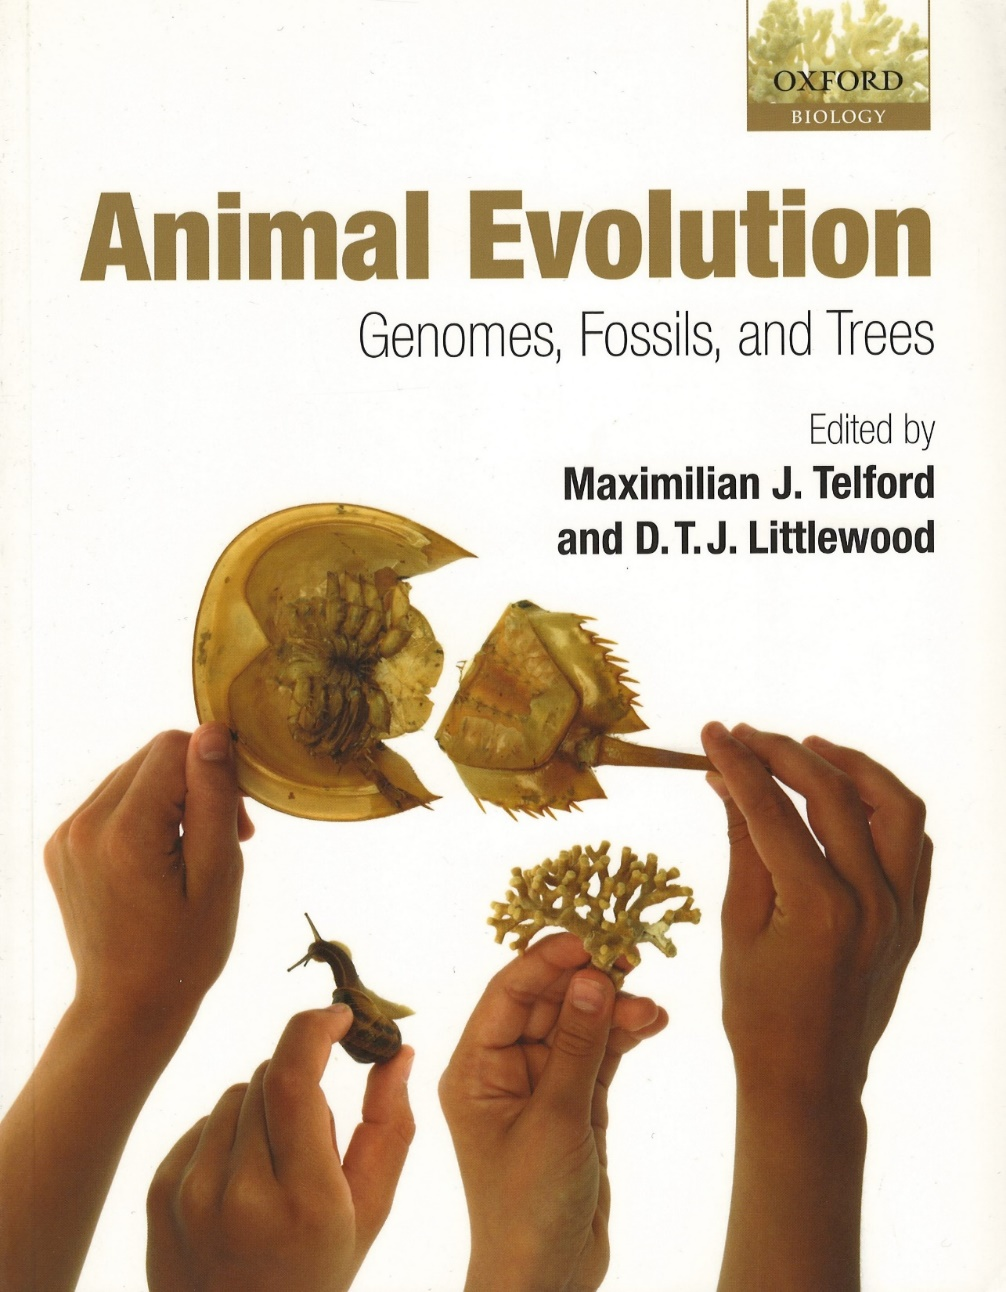 OXFORD
BIOLOGY
Animal Evolution
Genomes, Fossils, and Trees
Edited by
Maximilian J. Telford
and D. T. J. Littlewood